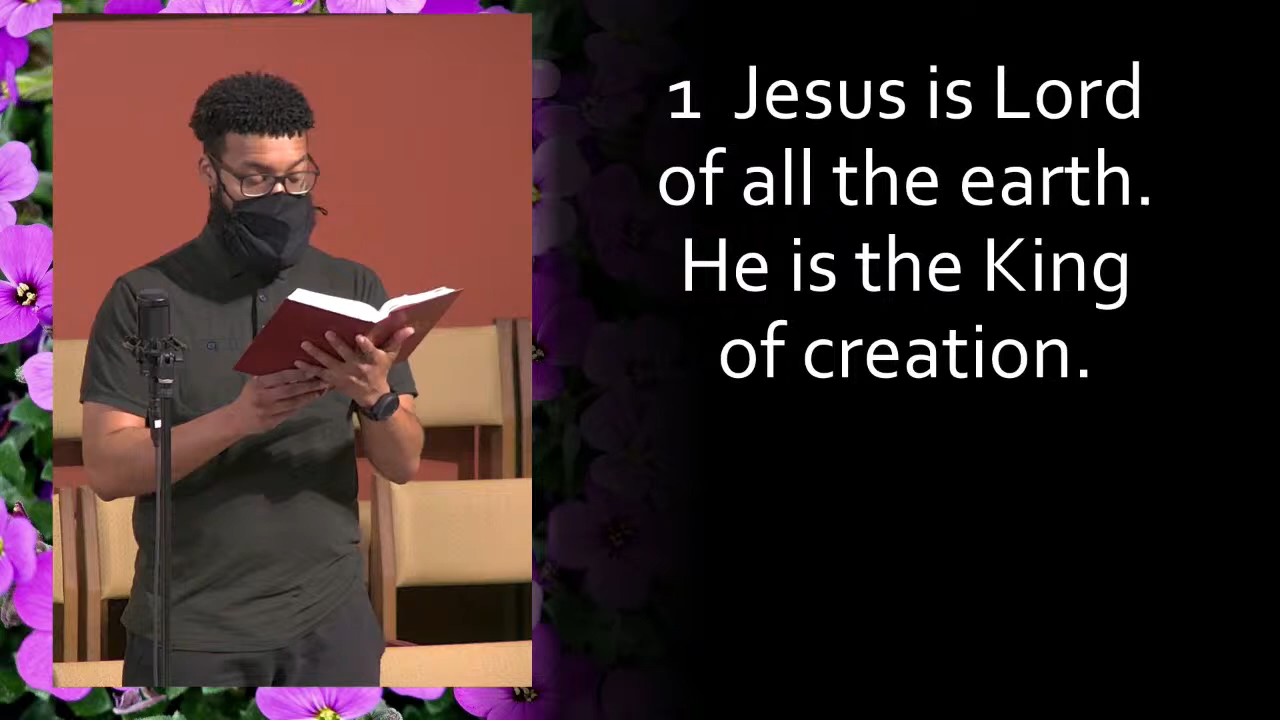 1 Jesus is Lord
of all the earth.
He is the King
of creation.